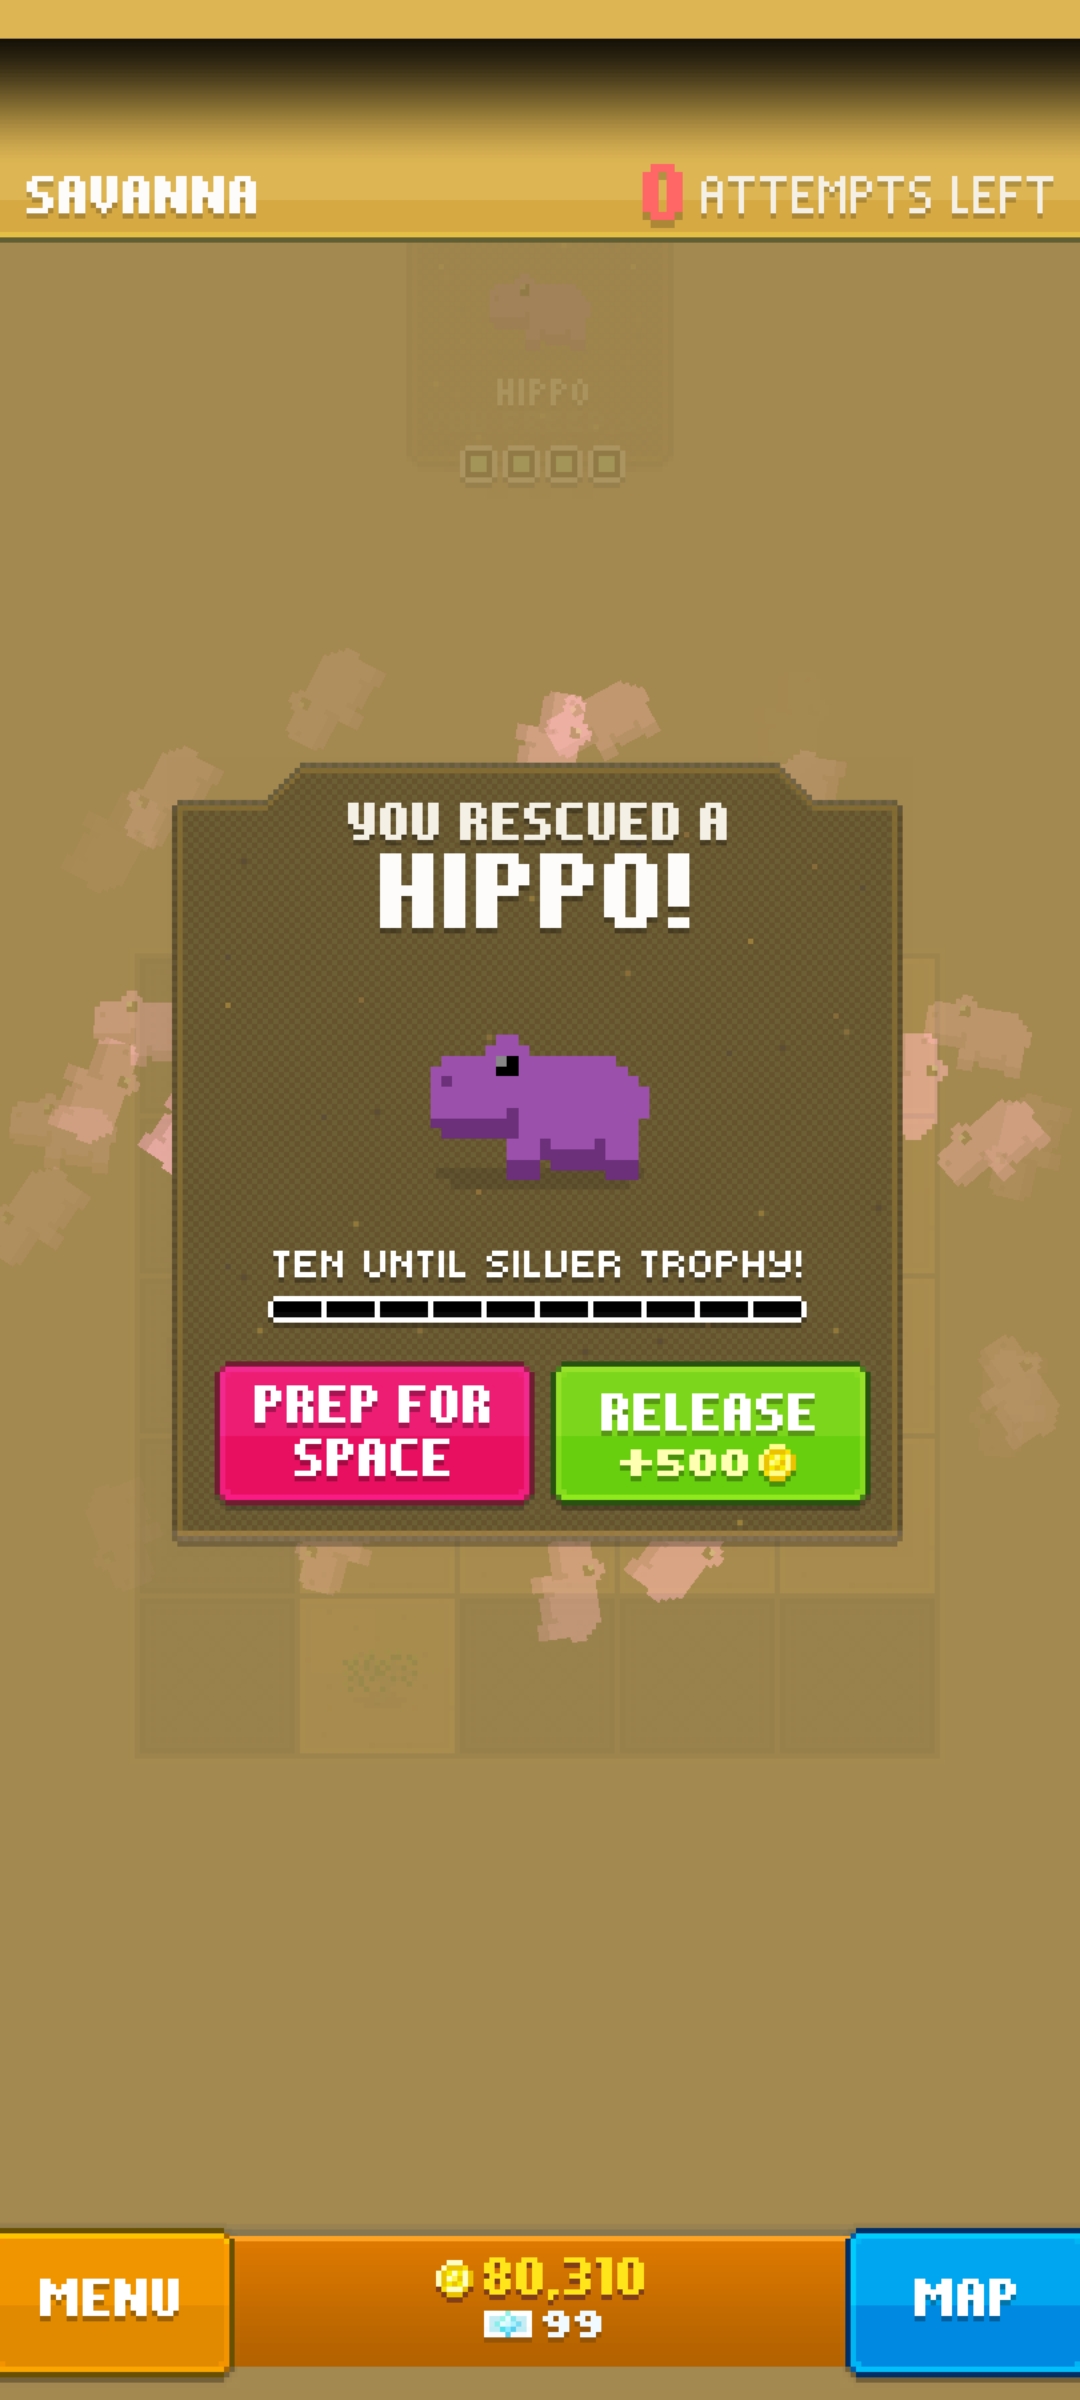 SAVANNA
0 ATTEMPTS LEFT
HIPPO
YOU RESCUED A
HIPPO!
TEN UNTIL SILVER TROPHY!
PREP FOR
SPACE
RELEASE
+500
MENU
80,310
99
MAP